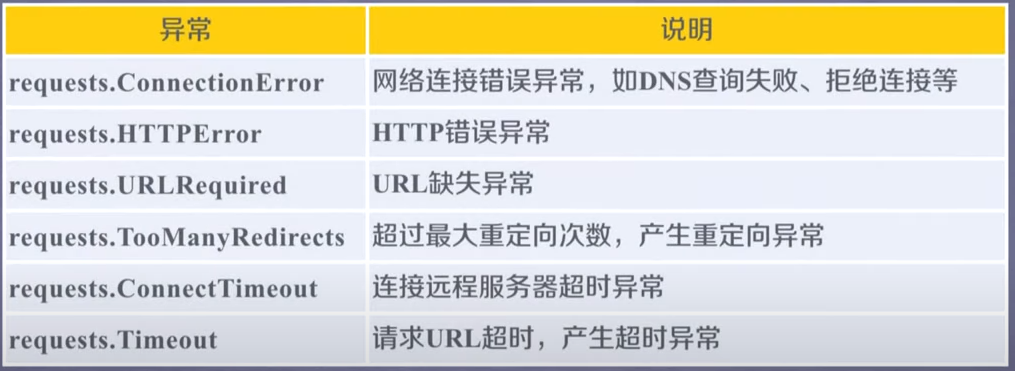 异常 说明
requests.ConnectionError 网络连接错误异常，如DNS查询失败、拒绝连接等
requests.HTTPError HTTP错误异常
requests.URLRequired URL缺失异常
requests.TooManyRedirects 超过最大重定向次数，产生重定向异常
requests.ConnectTimeout 连接远程服务器超时异常
requests.Timeout 请求URL超时，产生超时异常